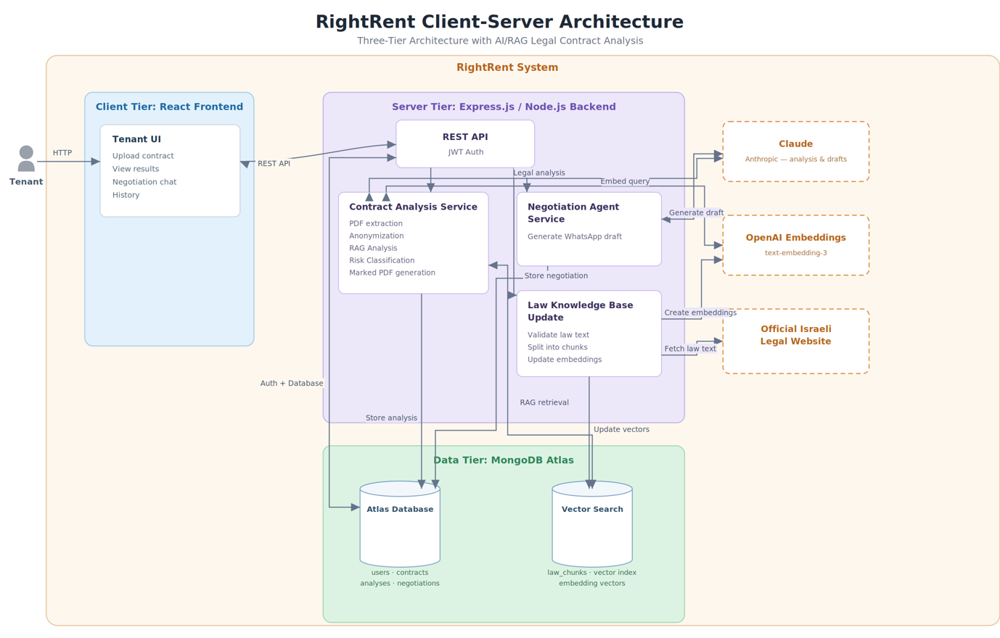 RightRent Client-Server Architecture
Three-Tier Architecture with AI/RAG Legal Contract Analysis
RightRent System
Client Tier: React Frontend
Tenant UI
Upload contract
View results
Negotiation chat
History
HTTP
Tenant
REST API
Server Tier: Express.js / Node.js Backend
REST API
JWT Auth
Legal analysis
Embed query
Contract Analysis Service
PDF extraction
Anonymization
RAG Analysis
Risk Classification
Marked PDF generation
Negotiation Agent
Service
Generate WhatsApp draft
Generate draft
Store negotiation
Law Knowledge Base
Update
Validate law text
Split into chunks
Update embeddings
Create embeddings
Fetch law text
Claude
Anthropic — analysis & drafts
OpenAI Embeddings
text-embedding-3
Official Israeli
Legal Website
Auth + Database
Store analysis
RAG retrieval
Update vectors
Data Tier: MongoDB Atlas
Atlas Database
users · contracts
analyses · negotiations
Vector Search
law_chunks · vector index
embedding vectors